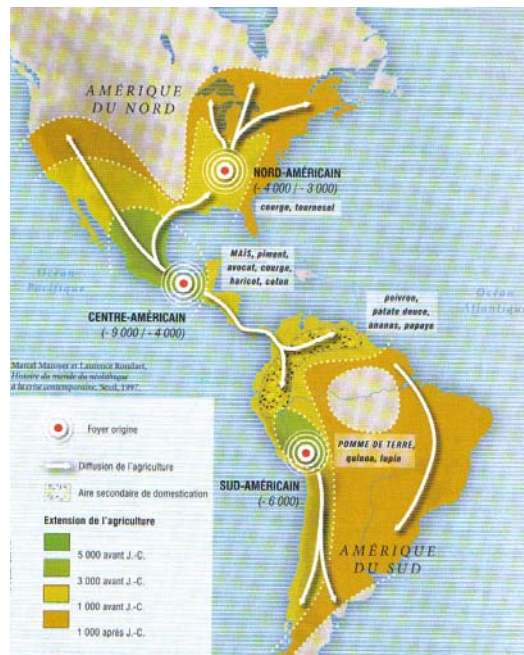 AMÉRIQUE
DU NORD
NORD-AMÉRICAIN
(- 4 000 / - 3 000)
courge, tournesol
MAÏS, piment,
avocat, courge,
haricot, coton
Océan
Pacifique
CENTRE-AMÉRICAIN
(- 9 000 / - 4 000)
poivron,
patate douce,
ananas, papaye
Océan
Atlantique
Marcel Mazoyer et Laurence Roudart,
Histoire du monde du néolithique
à la crise contemporaine, Seuil, 1997.
Foyer origine
Diffusion de l'agriculture
Aire secondaire de domestication
Extension de l'agriculture
5 000 avant J.-C.
3 000 avant J.-C.
1 000 avant J.-C.
1 000 après J.-C.
POMME DE TERRE,
quinoa, lupin
SUD-AMÉRICAIN
(- 6 000)
AMÉRIQUE
DU SUD